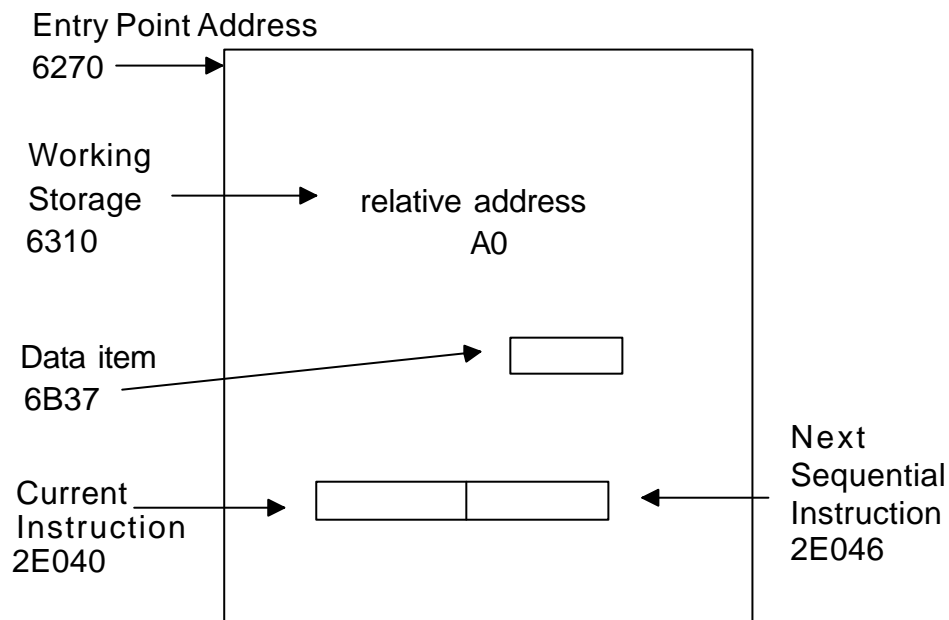 Entry Point Address
6270
Working
Storage
6310
relative address
A0
Data item
6B37
Current
Instruction
2E040
Next
Sequential
Instruction
2E046